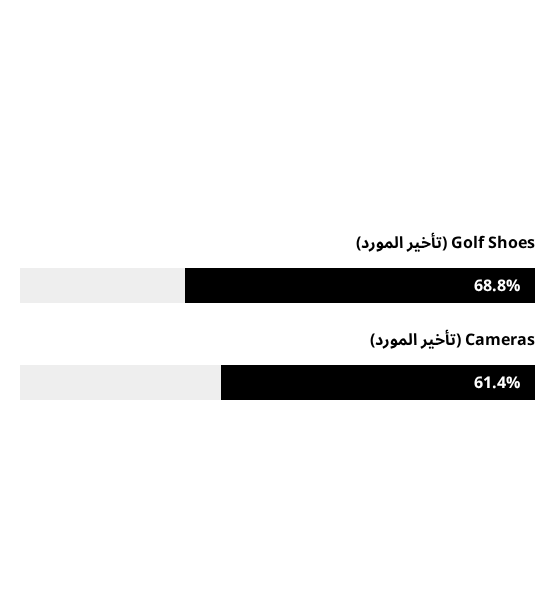 Golf Shoes (تأخير المورد)
68.8%
Cameras (تأخير المورد)
61.4%